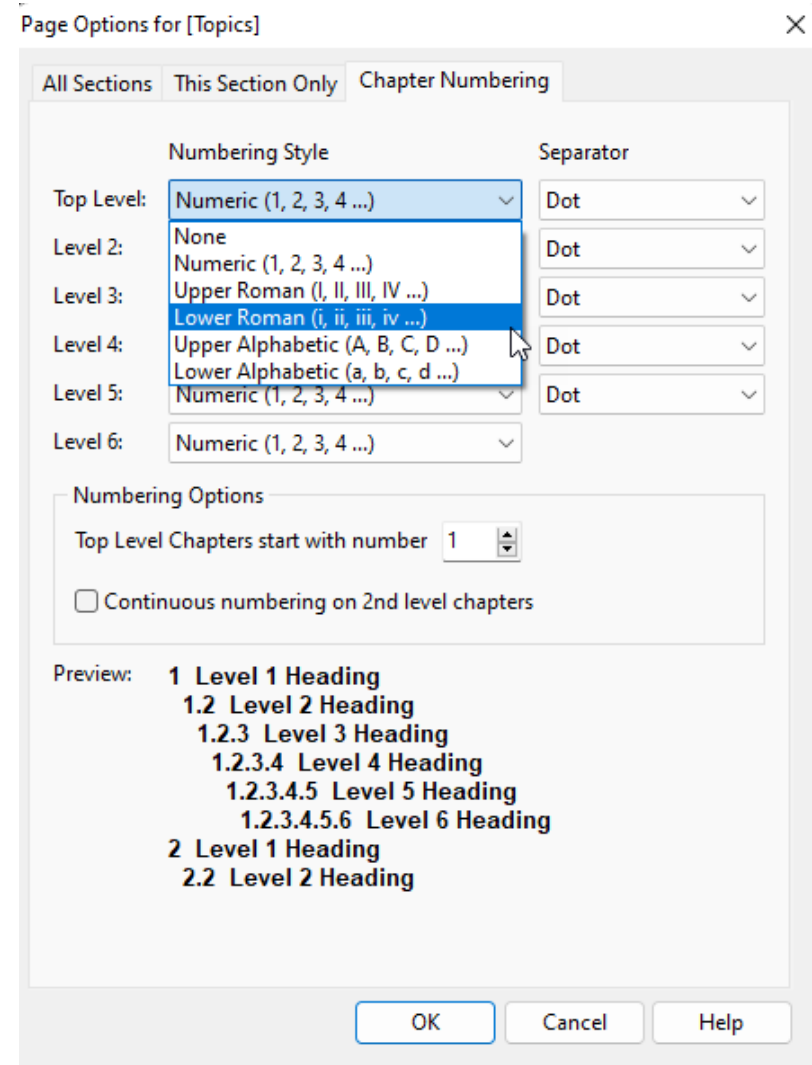 Page Options for [Topics]
All Sections This Section Only Chapter Numbering
Numbering Style Separator
Top Level: Numeric (1, 2, 3, 4 ...) Dot
None
Level 2: Dot
Numeric (1, 2, 3, 4 ...)
Upper Roman (I, II, III, IV ...)
Level 3: Dot
Lower Roman (i, ii, iii, iv ...)
Level 4: Upper Alphabetic (A, B, C, D ...) Dot
Lower Alphabetic (a, b, c, d ...)
Level 5: Numeric (1, 2, 3, 4 ...) Dot
Level 6: Numeric (1, 2, 3, 4 ...)
Numbering Options
Top Level Chapters start with number 1
Continuous numbering on 2nd level chapters
Preview: 1 Level 1 Heading
1.2 Level 2 Heading
1.2.3 Level 3 Heading
1.2.3.4 Level 4 Heading
1.2.3.4.5 Level 5 Heading
1.2.3.4.5.6 Level 6 Heading
2 Level 1 Heading
2.2 Level 2 Heading
OK Cancel Help